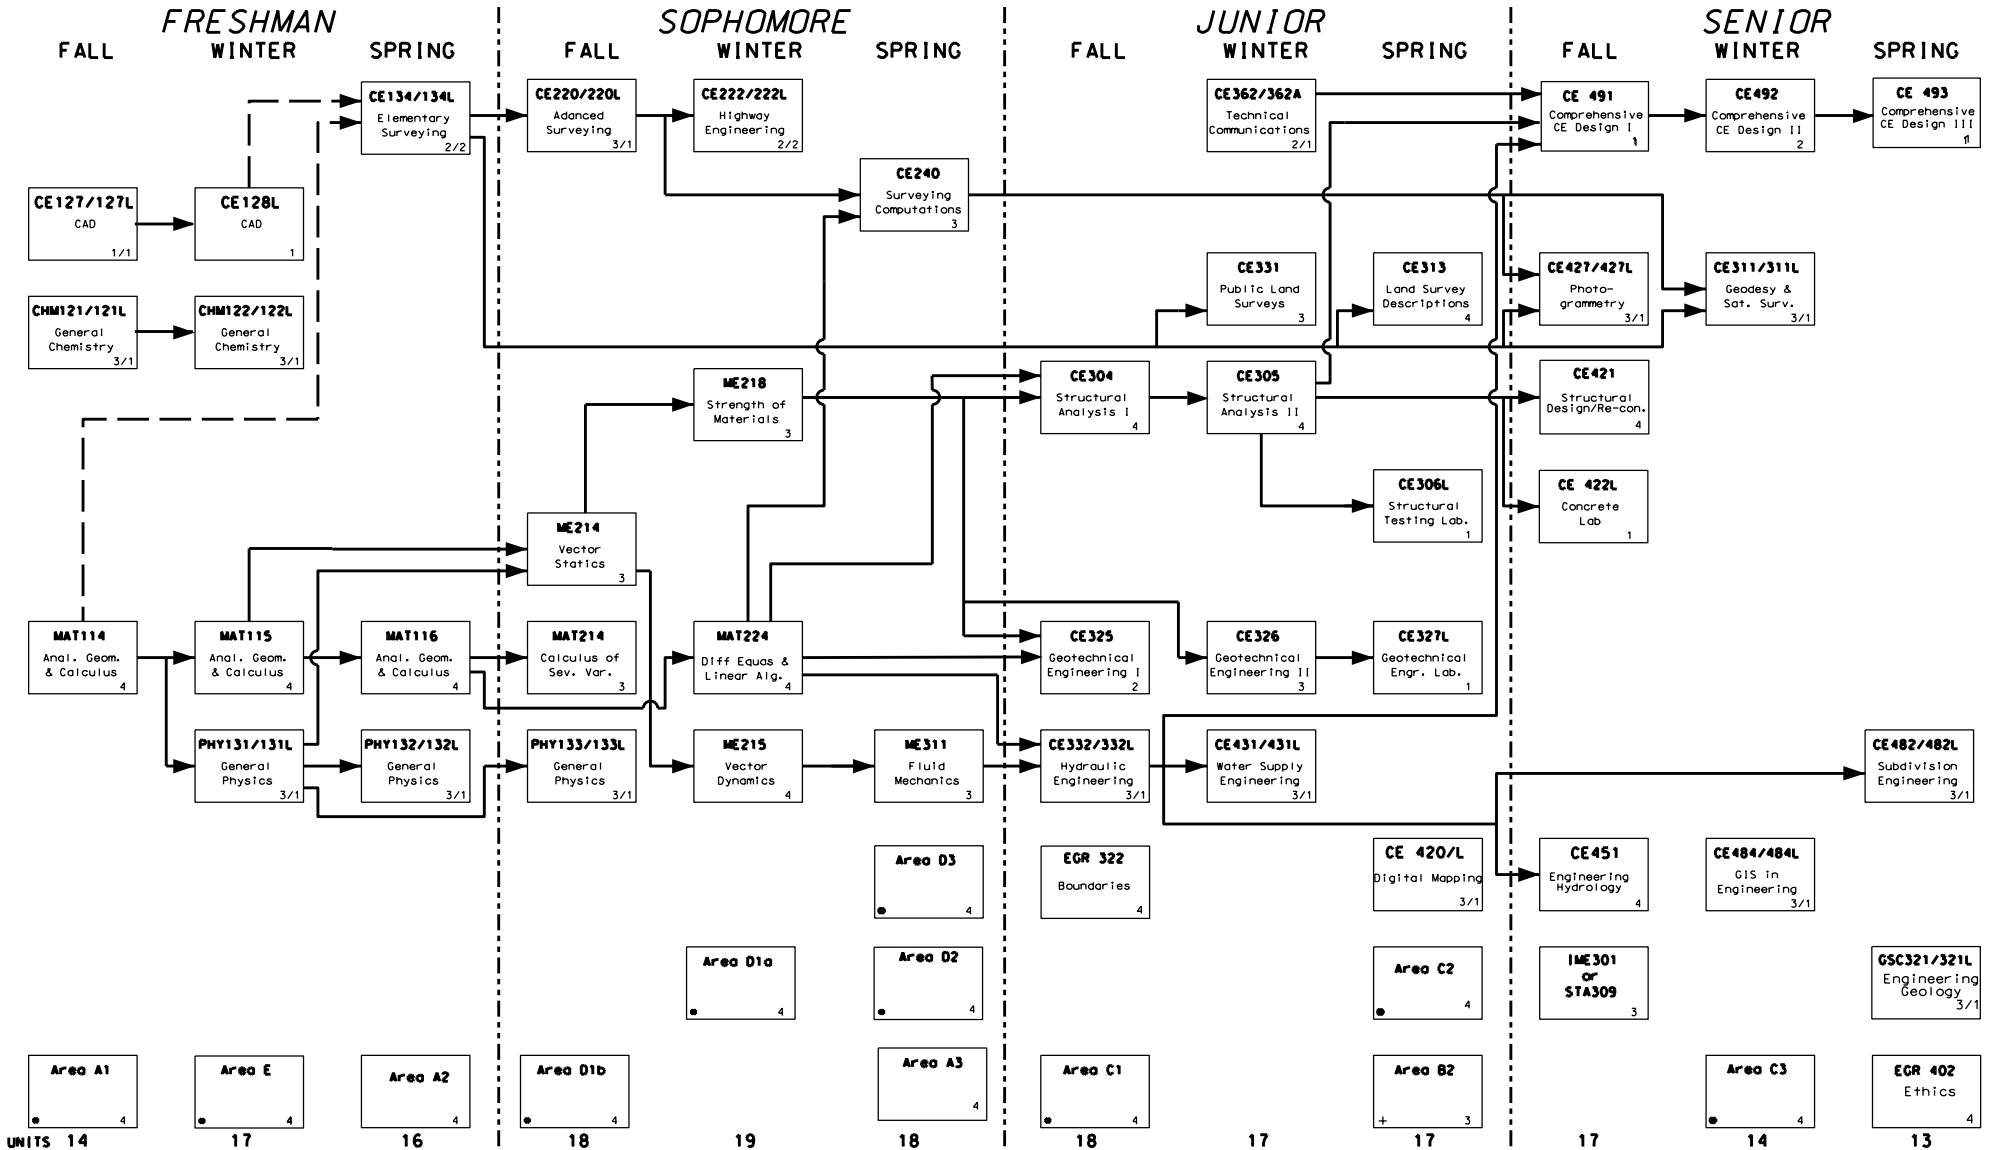 FRESHMAN
SOPHOMORE
JUNIOR
SENIOR
FALL
WINTER
SPRING
FALL
WINTER
SPRING
FALL
WINTER
SPRING
FALL
WINTER
SPRING
CE134/134L
Elementary
Surveying
2/2
CE220/220L
Adanced
Surveying
3/1
CE222/222L
Highway
Engineering
2/2
CE362/362A
Technical
Communications
2/1
CE 491
Comprehensive
CE Design I
1
CE492
Comprehensive
CE Design II
2
CE 493
Comprehensive
CE Design III
1
CE127/127L
CAD
1/1
CE128L
CAD
1
CE240
Surveying
Computations
3
CHM121/121L
General
Chemistry
3/1
CHM122/122L
General
Chemistry
3/1
CE331
Public Land
Surveys
3
CE313
Land Survey
Descriptions
4
CE427/427L
Photo-
grammetry
3/1
CE311/311L
Geodesy &
Sat. Surv.
3/1
ME218
Strength of
Materials
3
CE304
Structural
Analysis I
4
CE305
Structural
Analysis II
4
CE421
Structural
Design/Re-con.
4
CE306L
Structural
Testing Lab.
1
CE 422L
Concrete
Lab
1
ME214
Vector
Statics
3
MAT114
Anal. Geom.
& Calculus
4
MAT115
Anal. Geom.
& Calculus
4
MAT116
Anal. Geom.
& Calculus
4
MAT214
Calculus of
Sev. Var.
3
MAT224
Diff Equas &
Linear Alg.
4
CE325
Geotechnical
Engineering I
2
CE326
Geotechnical
Engineering II
3
CE327L
Geotechnical
Engr. Lab.
1
PHY131/131L
General
Physics
3/1
PHY132/132L
General
Physics
3/1
PHY133/133L
General
Physics
3/1
ME215
Vector
Dynamics
4
ME311
Fluid
Mechanics
3
CE332/332L
Hydraulic
Engineering
3/1
CE431/431L
Water Supply
Engineering
3/1
CE482/482L
Subdivision
Engineering
3/1
Area D3
* 4
EGR 322
Boundaries
4
CE 420/L
Digital Mapping
3/1
CE451
Engineering
Hydrology
4
CE484/484L
GIS in
Engineering
3/1
Area D1a
* 4
Area D2
* 4
Area C2
* 4
IME301
or
STA309
3
GSC321/321L
Engineering
Geology
3/1
Area A1
* 4
Area E
* 4
Area A2
4
Area D1b
* 4
Area A3
4
Area C1
* 4
Area B2
+ 3
Area C3
* 4
EGR 402
Ethics
4
UNITS 14 17 16 18 19 18 18 17 17 17 14 13